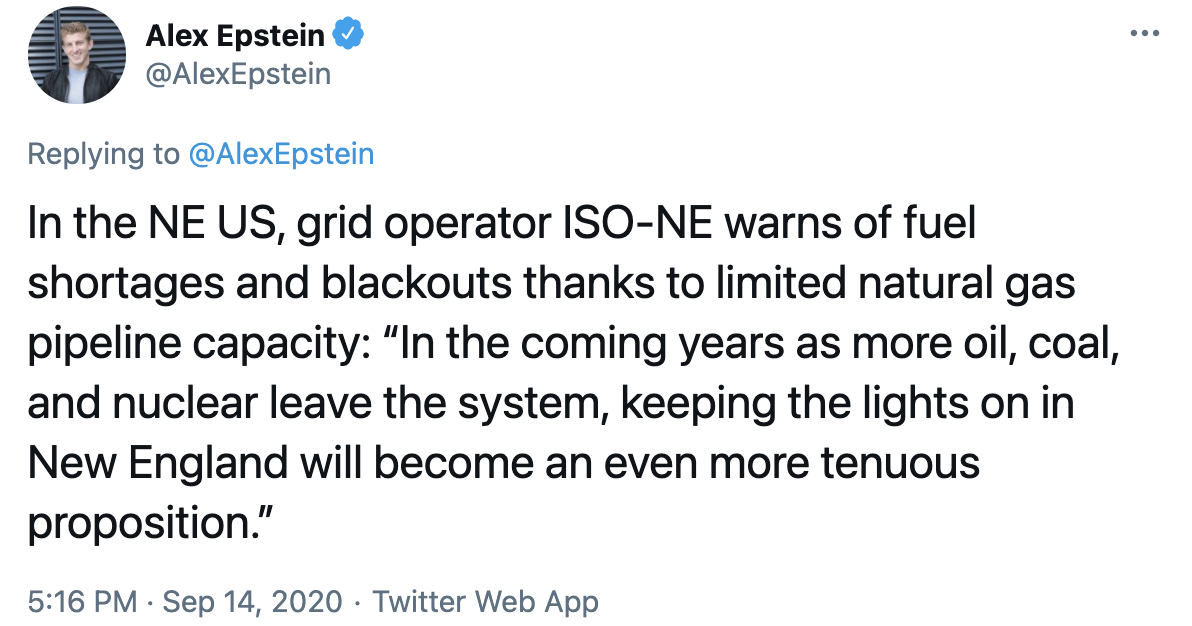 Alex Epstein
@AlexEpstein
Replying to @AlexEpstein
In the NE US, grid operator ISO-NE warns of fuel
shortages and blackouts thanks to limited natural gas
pipeline capacity: “In the coming years as more oil, coal,
and nuclear leave the system, keeping the lights on in
New England will become an even more tenuous
proposition.”
5:16 PM · Sep 14, 2020 · Twitter Web App